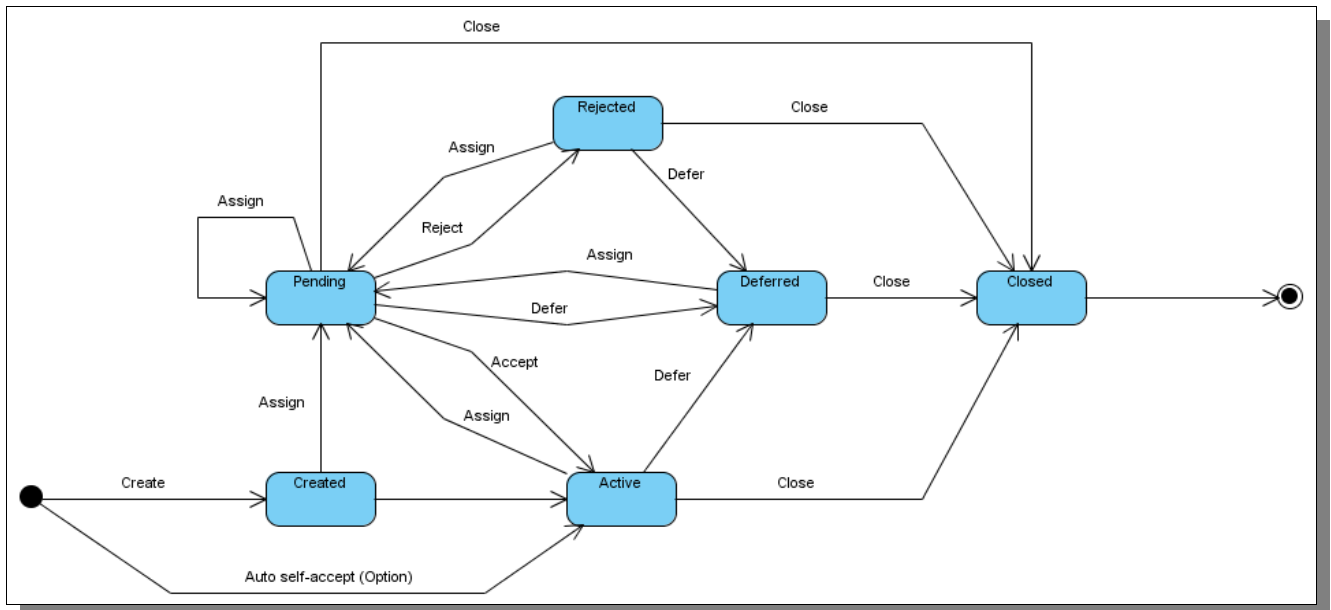 Close
Rejected
Close
Assign
Defer
Assign
Reject
Assign
Pending
Deferred
Close
Closed
Defer
Accept
Defer
Assign
Assign
Create
Created
Active
Close
Auto self-accept (Option)